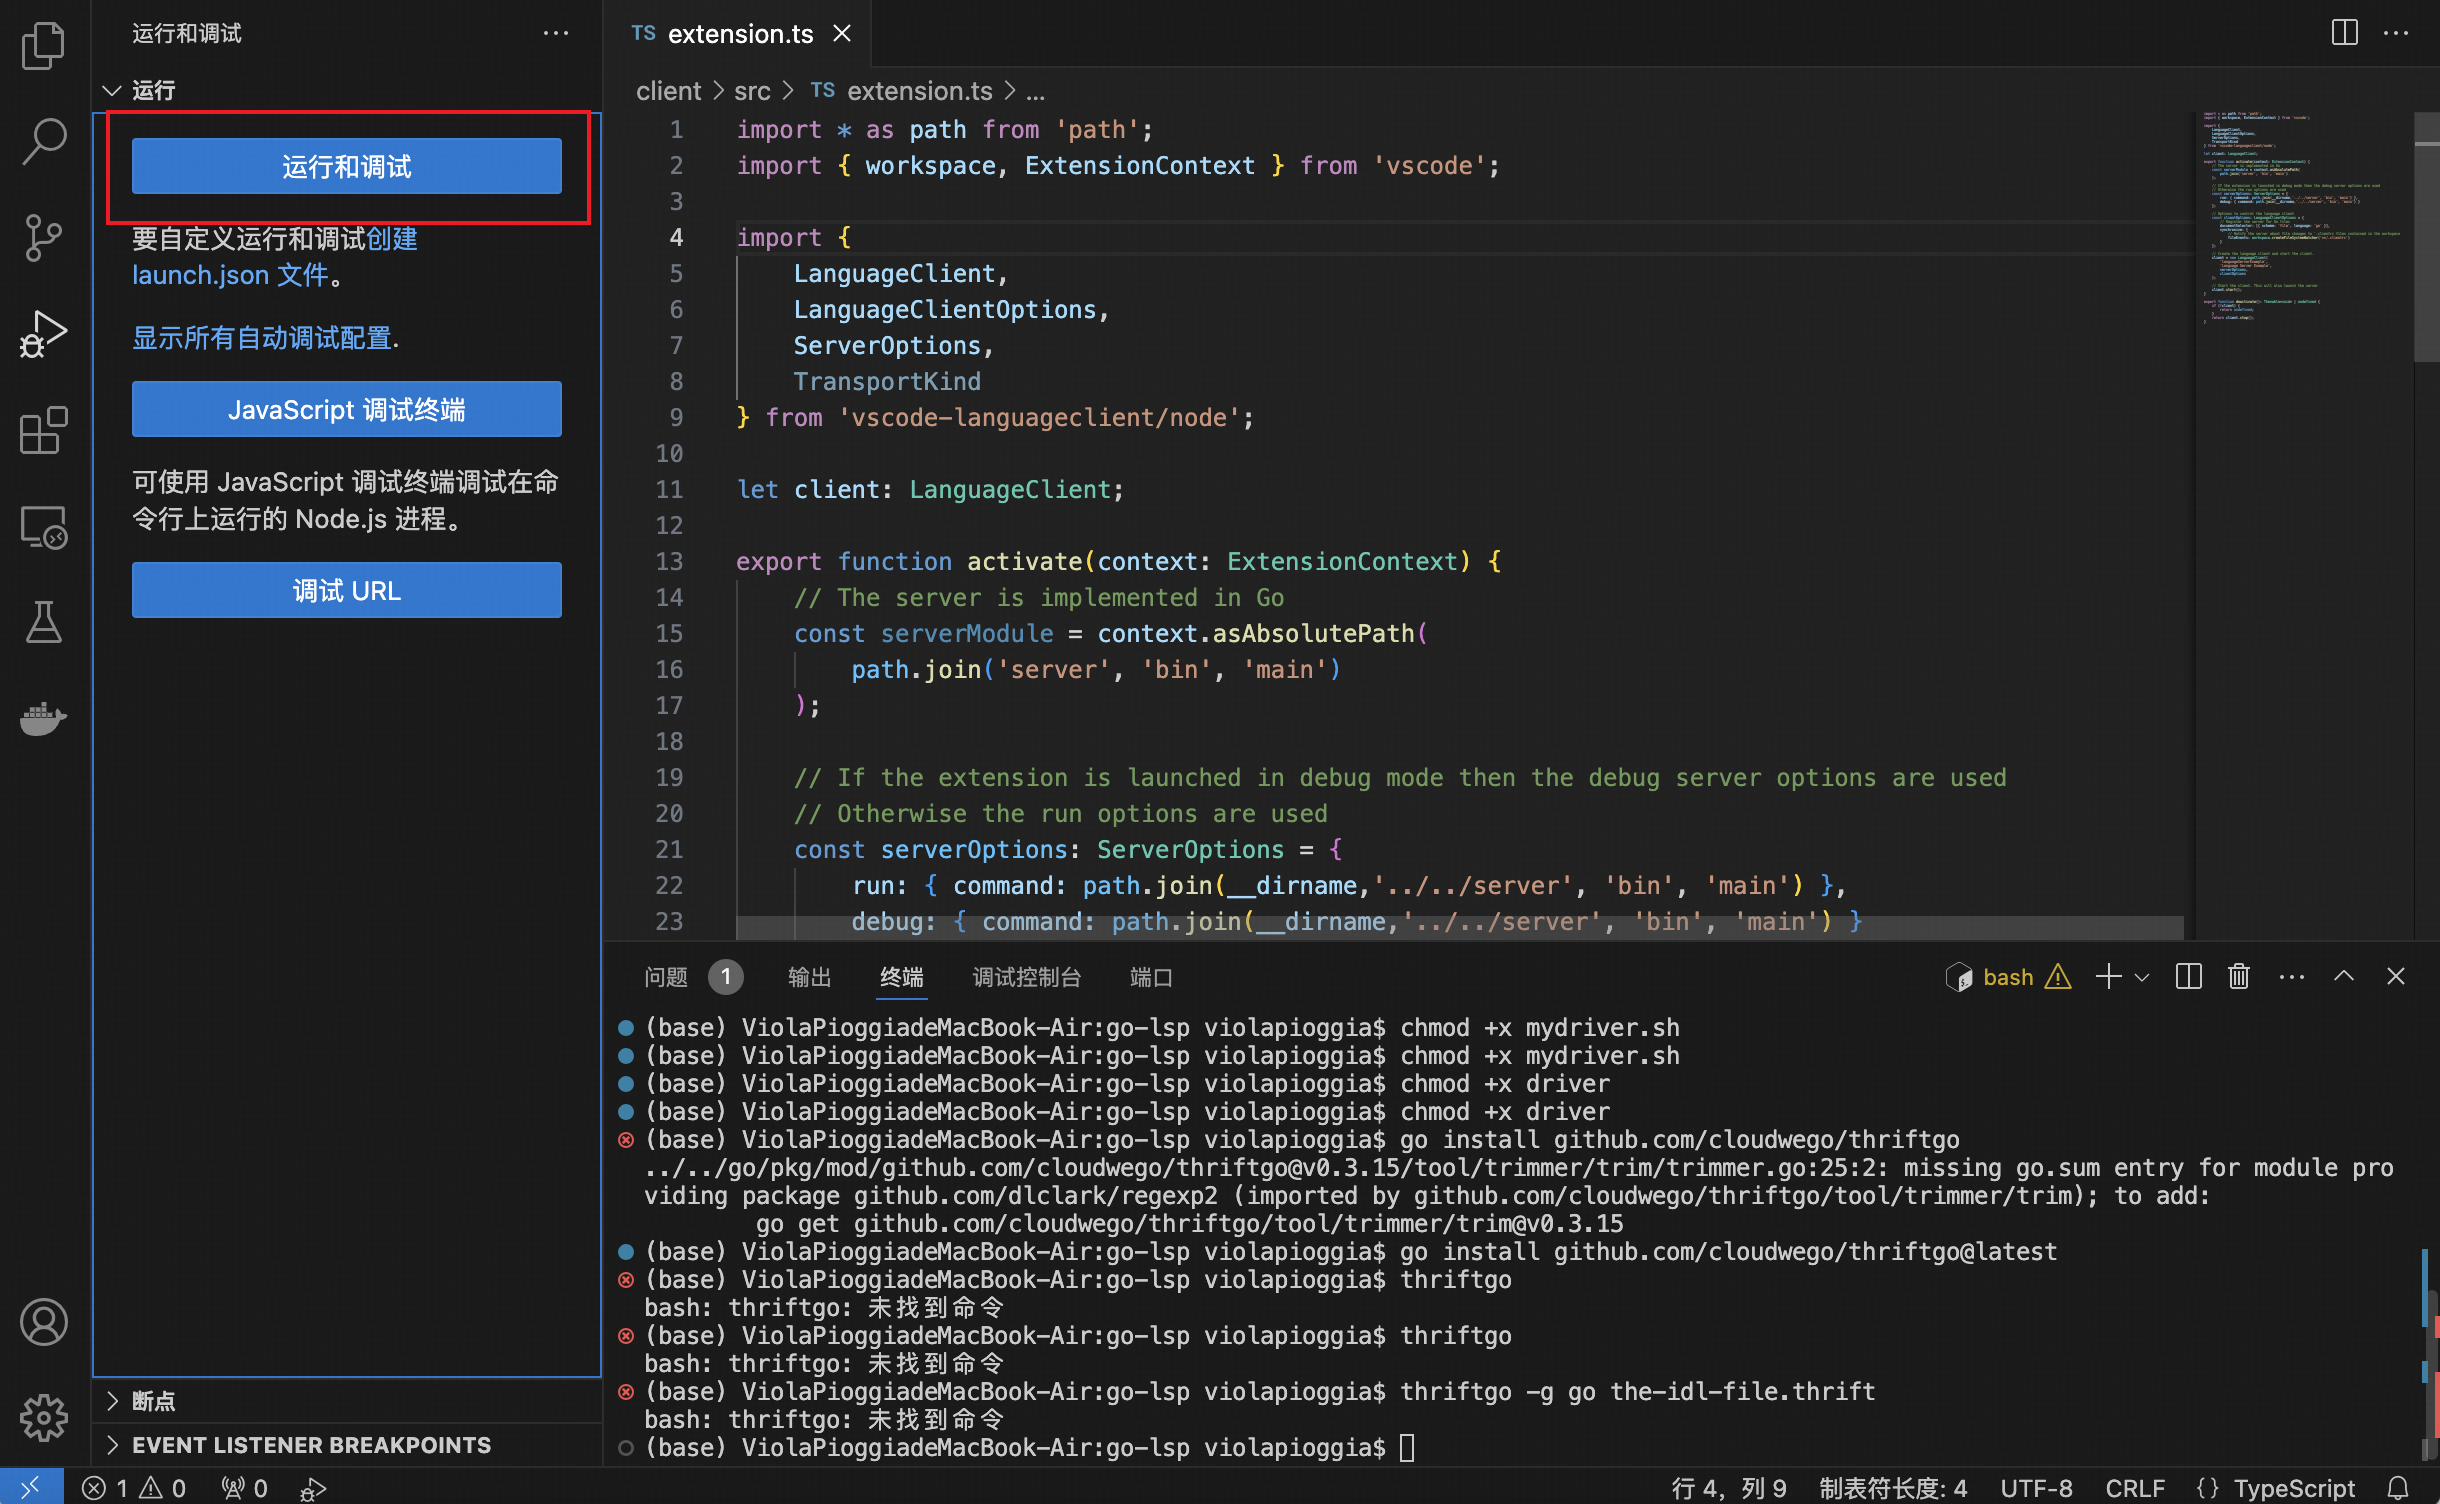 运行和调试
运行
运行和调试
要自定义运行和调试创建
launch.json 文件。
显示所有自动调试配置.
JavaScript 调试终端
可使用 JavaScript 调试终端调试在命
令行上运行的 Node.js 进程。
调试 URL
断点
EVENT LISTENER BREAKPOINTS
TS extension.ts
client > src > TS extension.ts > ...
1 import * as path from 'path';
2 import { workspace, ExtensionContext } from 'vscode';
3
4 import {
5 LanguageClient,
6 LanguageClientOptions,
7 ServerOptions,
8 TransportKind
9 } from 'vscode-languageclient/node';
10
11 let client: LanguageClient;
12
13 export function activate(context: ExtensionContext) {
14 // The server is implemented in Go
15 const serverModule = context.asAbsolutePath(
16 path.join('server', 'bin', 'main')
17 );
18
19 // If the extension is launched in debug mode then the debug server options are used
20 // Otherwise the run options are used
21 const serverOptions: ServerOptions = {
22 run: { command: path.join(__dirname,'../../server', 'bin', 'main') },
23 debug: { command: path.join(__dirname,'../../server', 'bin', 'main') }
问题 1 输出 终端 调试控制台 端口 bash
(base) ViolaPioggiadeMacBook-Air:go-lsp violapioggia$ chmod +x mydriver.sh
(base) ViolaPioggiadeMacBook-Air:go-lsp violapioggia$ chmod +x mydriver.sh
(base) ViolaPioggiadeMacBook-Air:go-lsp violapioggia$ chmod +x driver
(base) ViolaPioggiadeMacBook-Air:go-lsp violapioggia$ chmod +x driver
(base) ViolaPioggiadeMacBook-Air:go-lsp violapioggia$ go install github.com/cloudwego/thriftgo
../../go/pkg/mod/github.com/cloudwego/thriftgo@v0.3.15/tool/trimmer/trim/trimmer.go:25:2: missing go.sum entry for module pro
viding package github.com/dlclark/regexp2 (imported by github.com/cloudwego/thriftgo/tool/trimmer/trim); to add:
go get github.com/cloudwego/thriftgo/tool/trimmer/trim@v0.3.15
(base) ViolaPioggiadeMacBook-Air:go-lsp violapioggia$ go install github.com/cloudwego/thriftgo@latest
(base) ViolaPioggiadeMacBook-Air:go-lsp violapioggia$ thriftgo
bash: thriftgo: 未找到命令
(base) ViolaPioggiadeMacBook-Air:go-lsp violapioggia$ thriftgo
bash: thriftgo: 未找到命令
(base) ViolaPioggiadeMacBook-Air:go-lsp violapioggia$ thriftgo -g go the-idl-file.thrift
bash: thriftgo: 未找到命令
(base) ViolaPioggiadeMacBook-Air:go-lsp violapioggia$
1 0 0 行 4, 列 9 制表符长度: 4 UTF-8 CRLF {} TypeScript